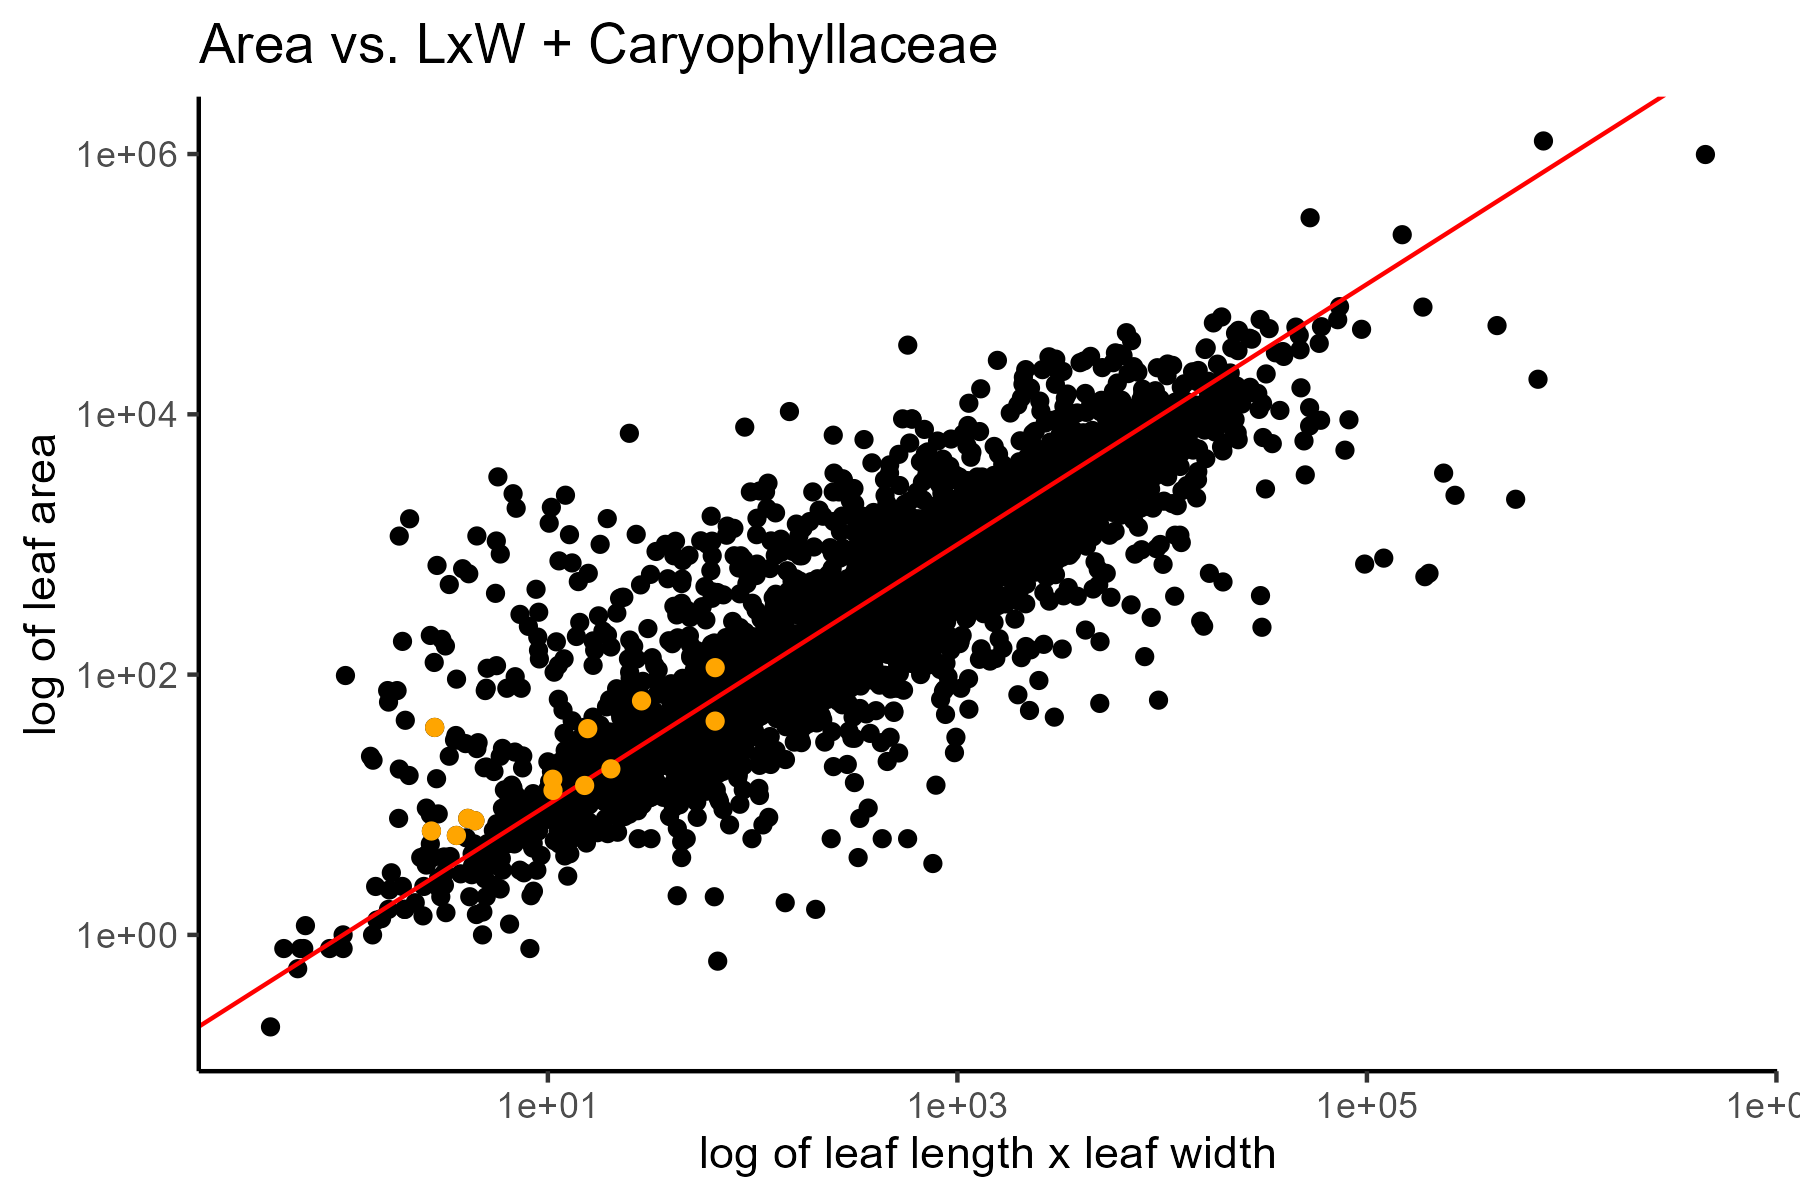 Area vs. LxW + Caryophyllaceae
1e+06
1e+04
1e+02
1e+00
log of leaf area
1e+01
1e+03
1e+05
log of leaf length x leaf width